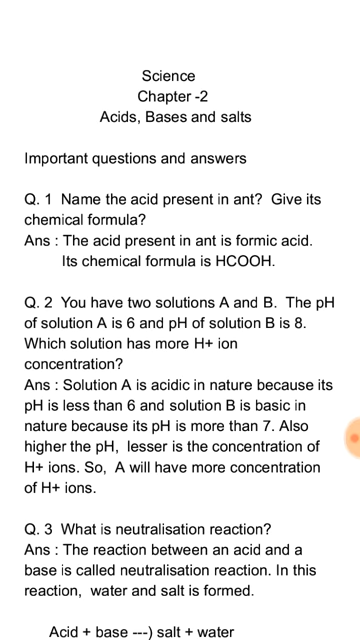 Science
Chapter -2
Acids, Bases and salts
Important questions and answers
Q. 1 Name the acid present in ant? Give its
chemical formula?
Ans : The acid present in ant is formic acid.
Its chemical formula is HCOOH.
Q. 2 You have two solutions A and B. The pH
of solution A is 6 and pH of solution B is 8.
Which solution has more H+ ion
concentration?
Ans : Solution A is acidic in nature because its
pH is less than 6 and solution B is basic in
nature because its pH is more than 7. Also
higher the pH, lesser is the concentration of
H+ ions. So, A will have more concentration
of H+ ions.
Q. 3 What is neutralisation reaction?
Ans : The reaction between an acid and a
base is called neutralisation reaction. In this
reaction, water and salt is formed.
Acid + base ---) salt + water